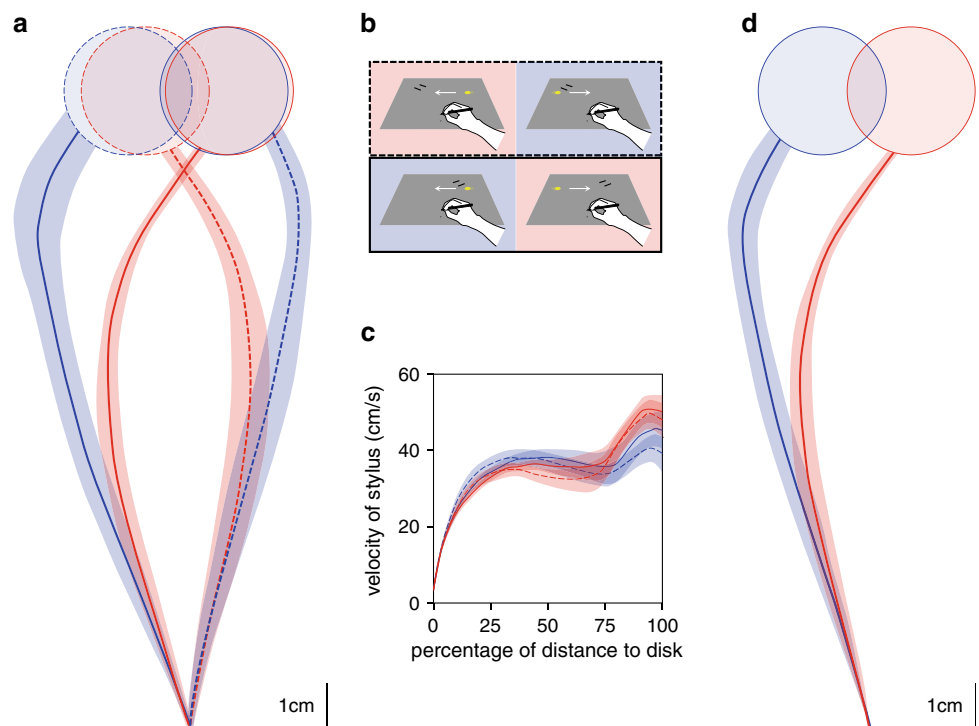 a
b
d
c
60
40
20
0
velocity of stylus (cm/s)
0 25 50 75 100
percentage of distance to disk
1cm
1cm